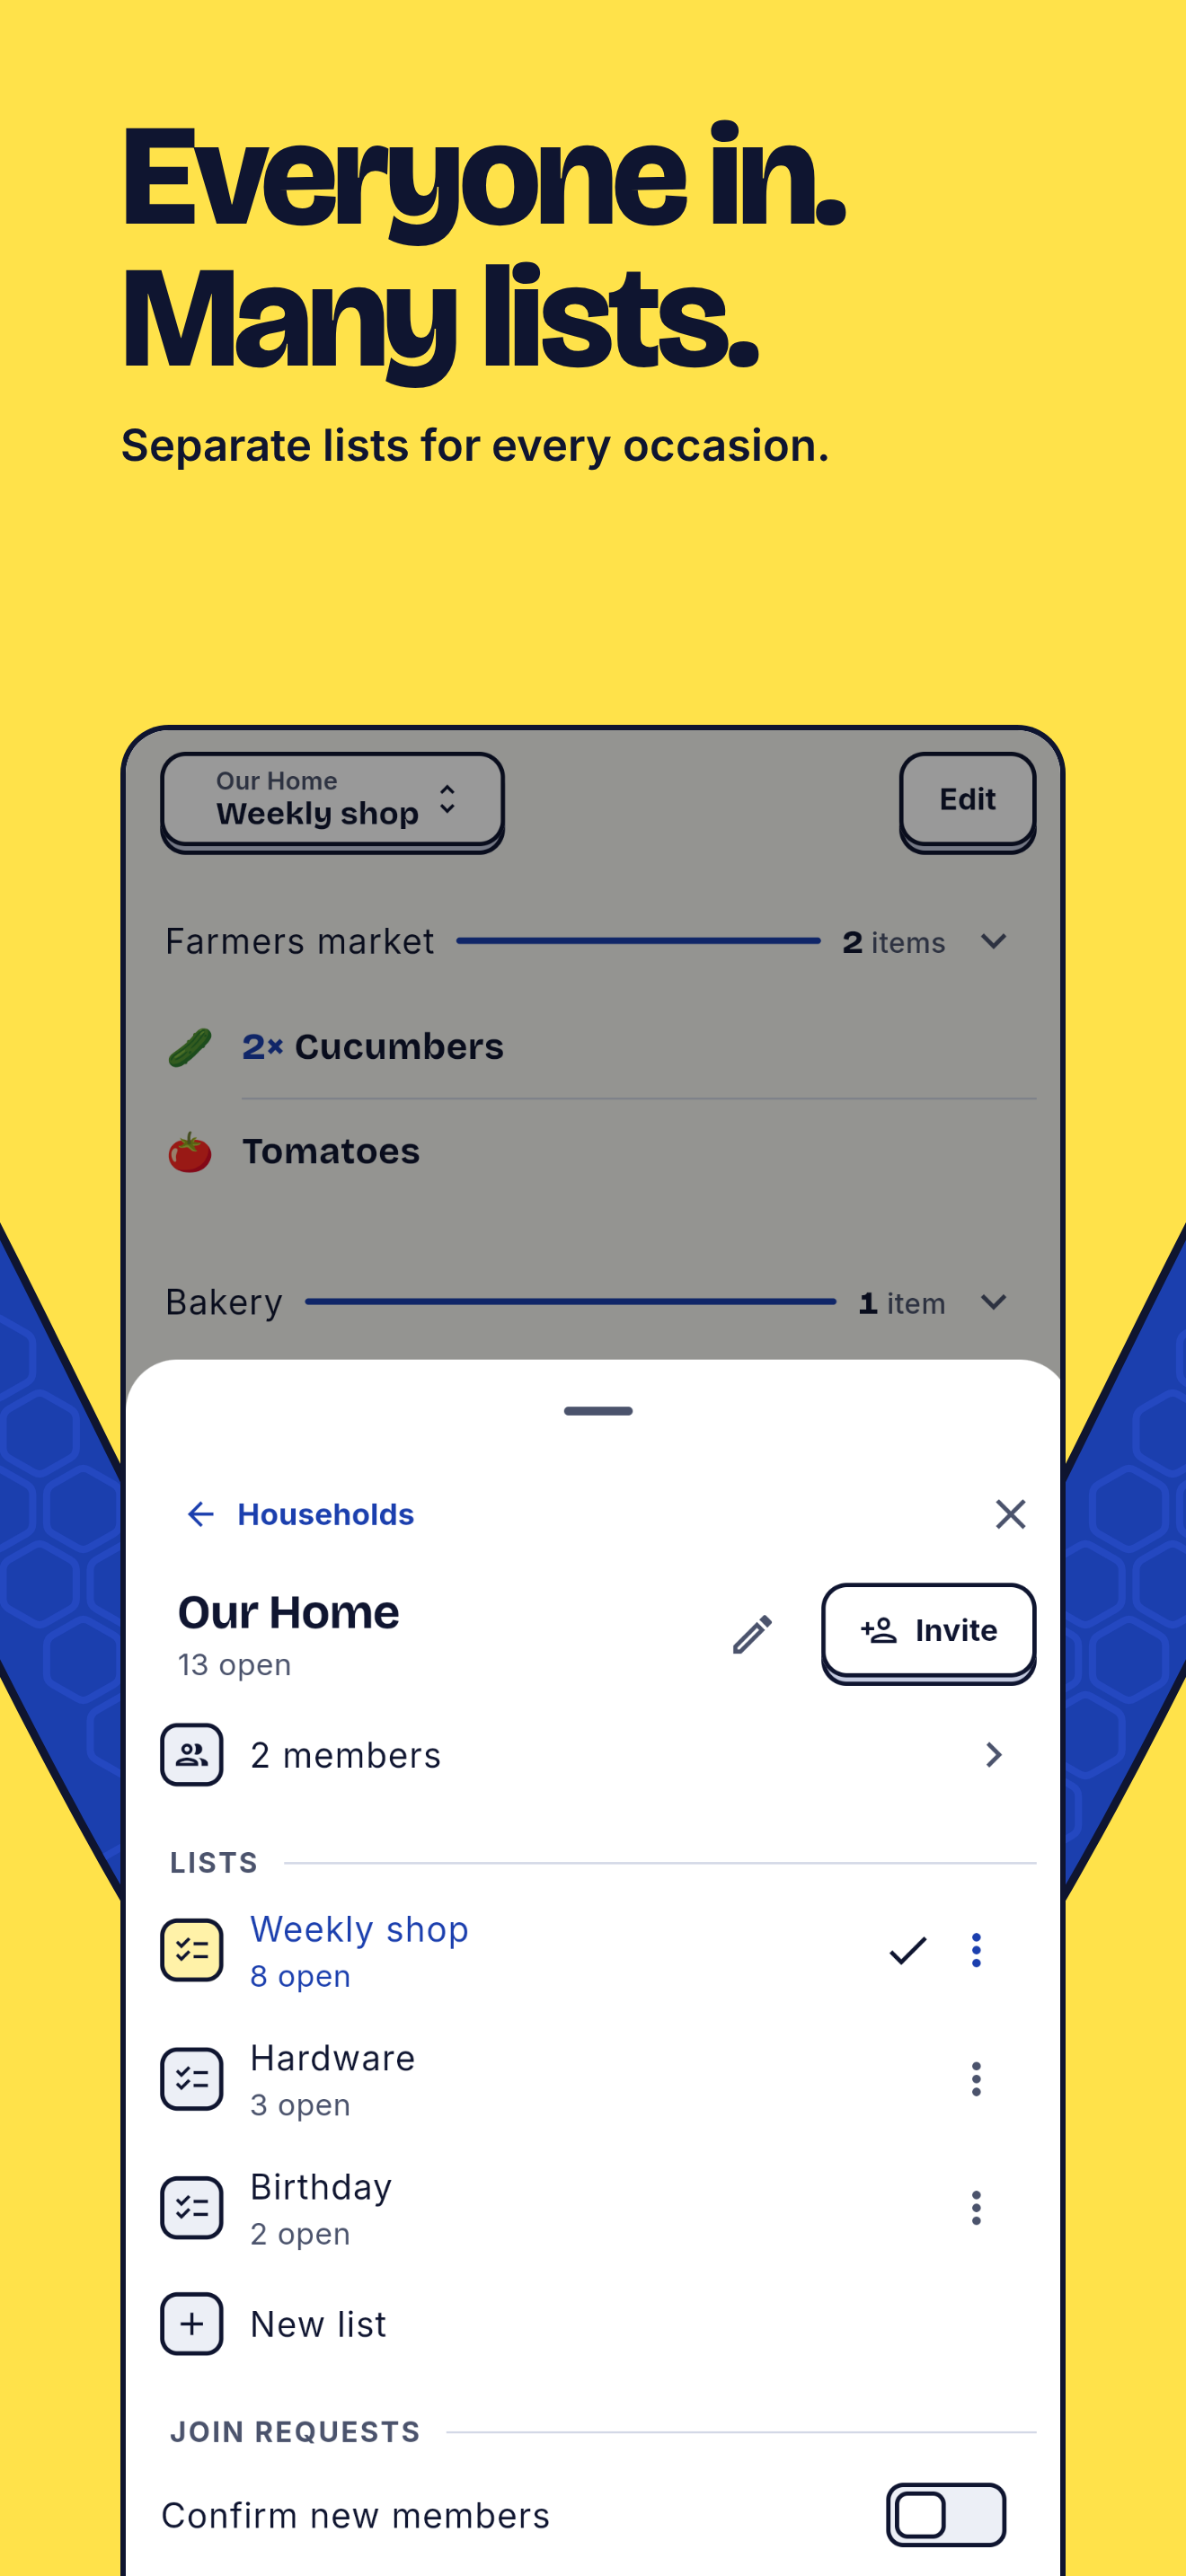 Everyone in.
Many lists.
Separate lists for every occasion.
Our Home
Weekly shop
Edit
Farmers market 2 items
2× Cucumbers
Tomatoes
Bakery 1 item
Households
Our Home
Invite
13 open
2 members
LISTS
Weekly shop
8 open
Hardware
3 open
Birthday
2 open
New list
JOIN REQUESTS
Confirm new members